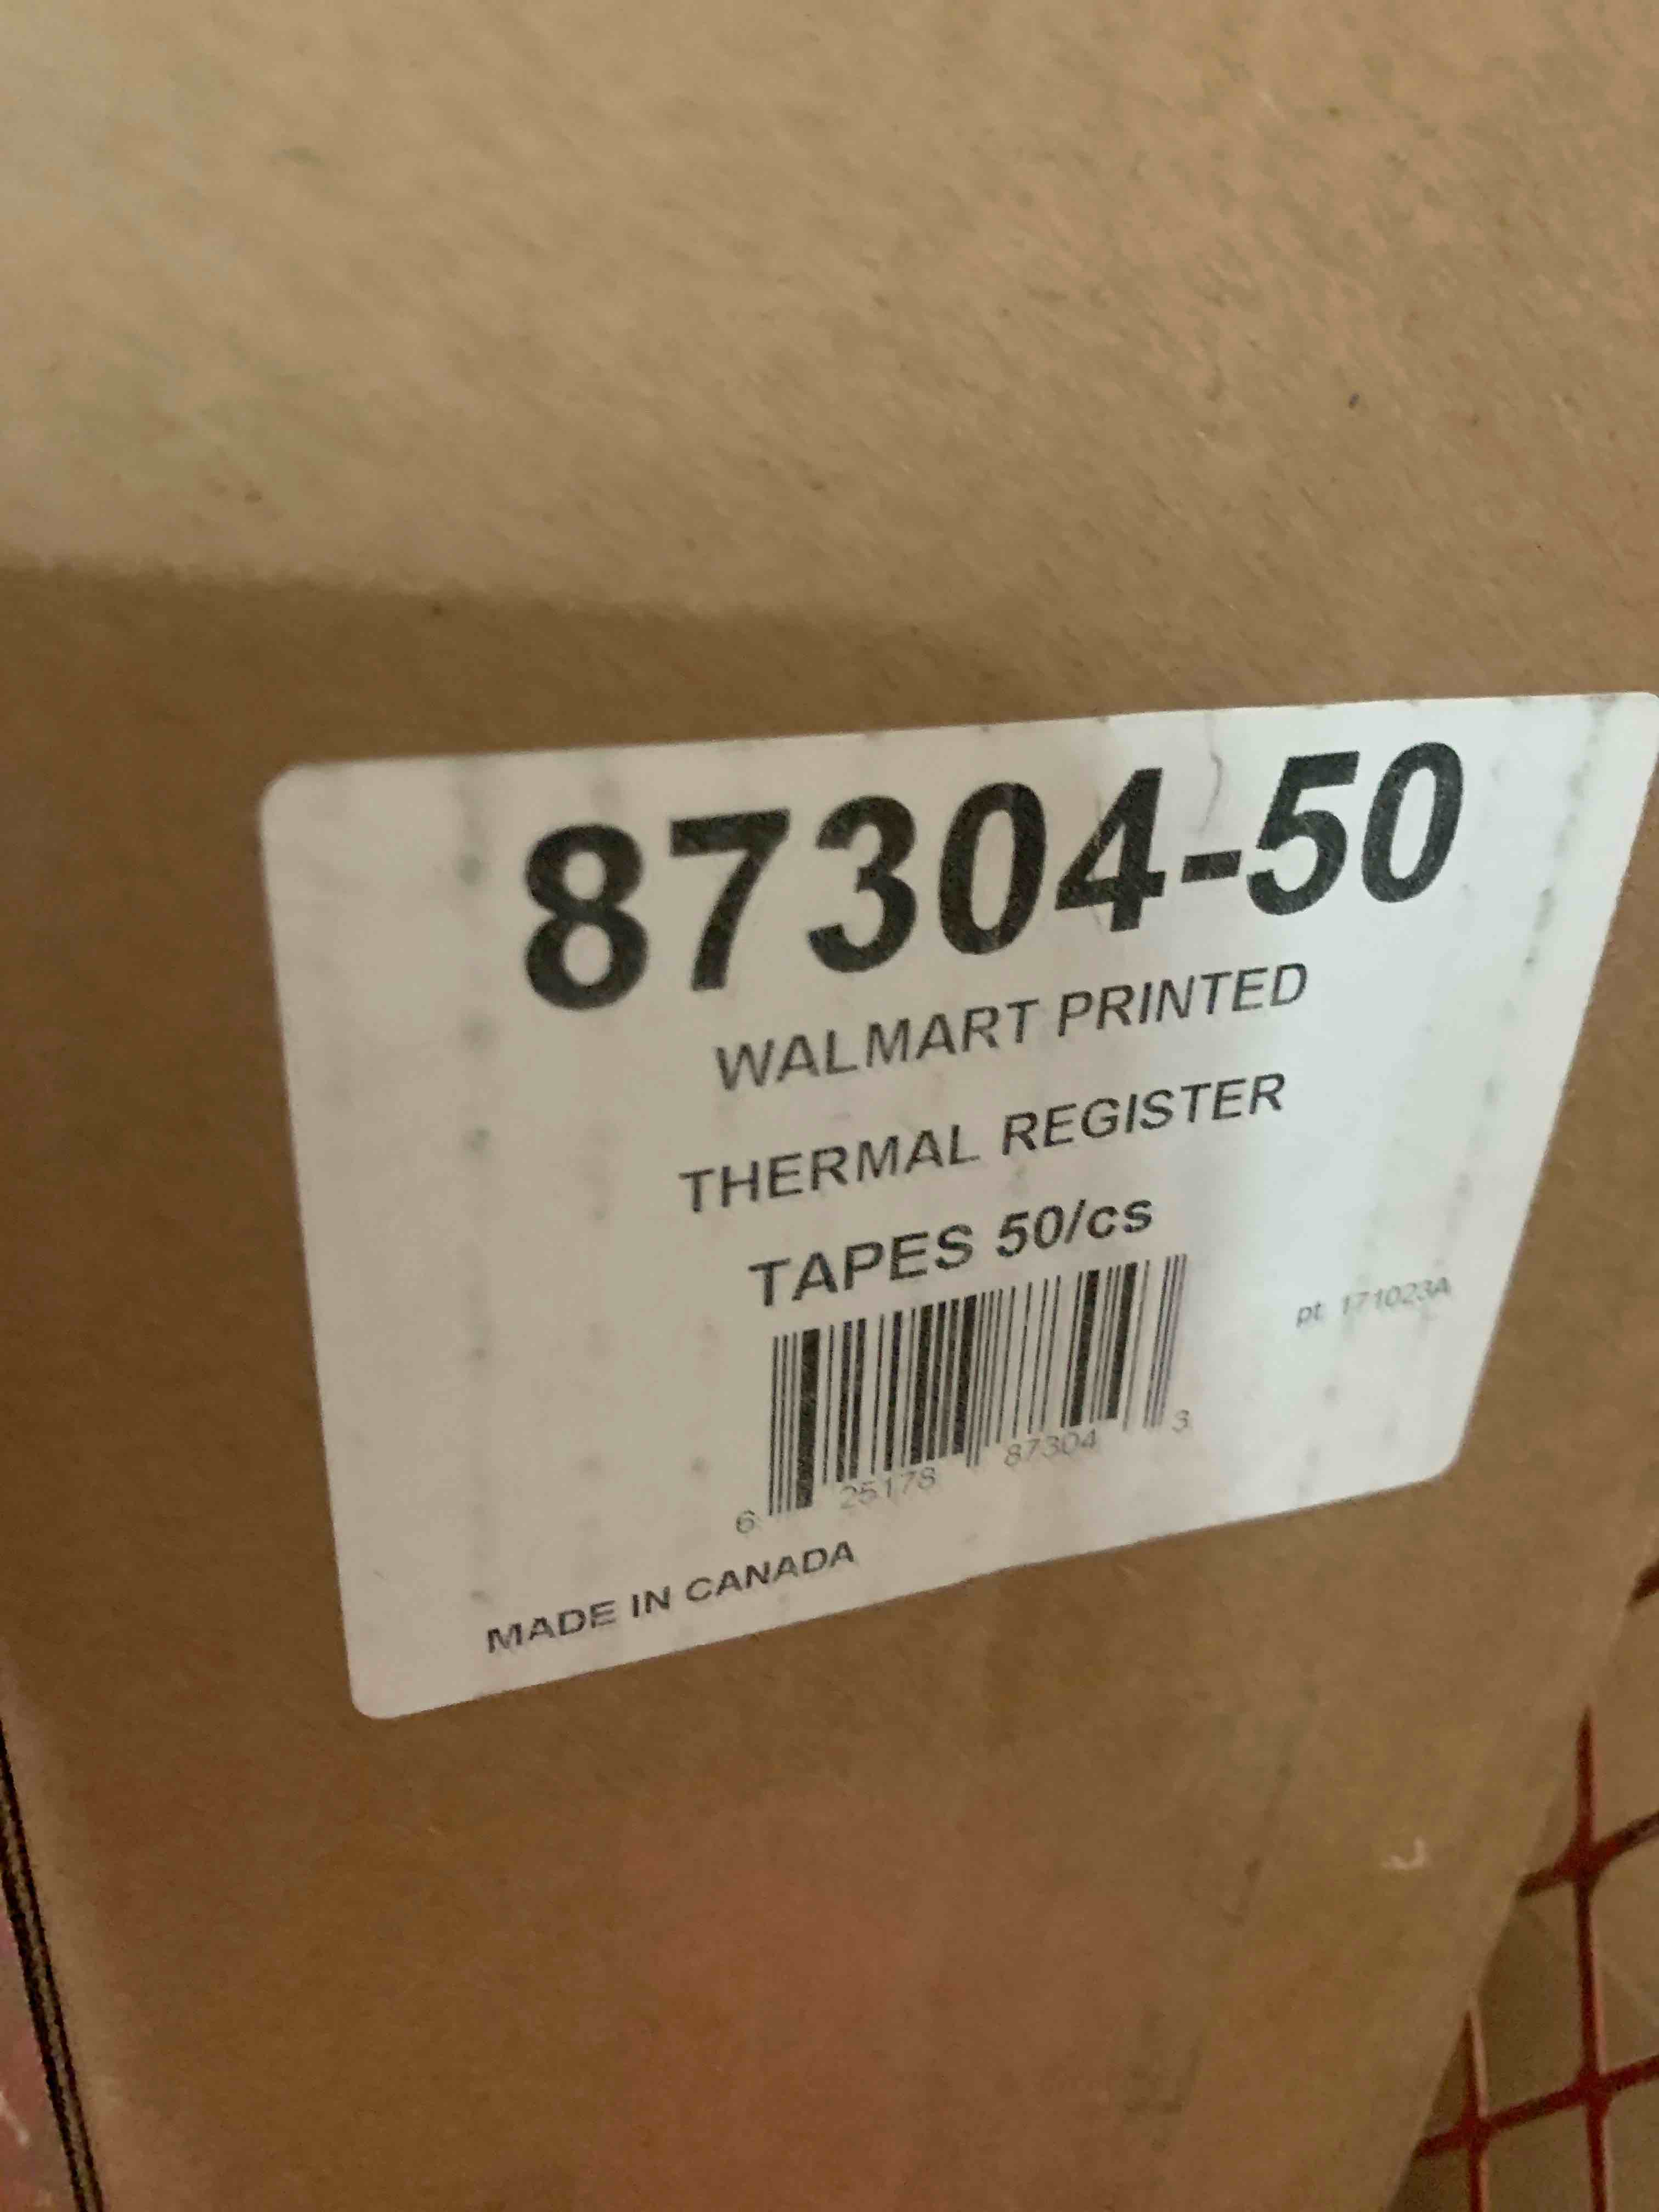 87304-50
WALMART PRINTED
THERMAL REGISTER
TAPES 50/cs
pt. 171023A
6 25178 87304 3
MADE IN CANADA